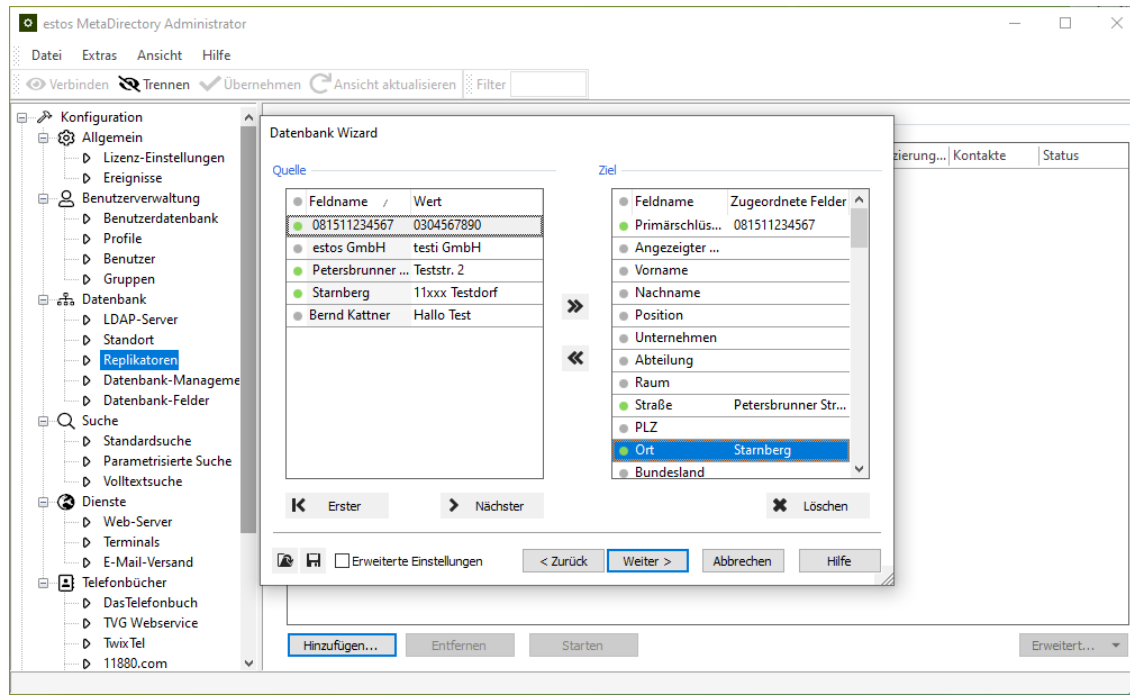 estos MetaDirectory Administrator
Datei Extras Ansicht Hilfe
Verbinden Trennen Übernehmen Ansicht aktualisieren Filter
Konfiguration
Allgemein
Lizenz-Einstellungen
Ereignisse
Benutzerverwaltung
Benutzerdatenbank
Profile
Benutzer
Gruppen
Datenbank
LDAP-Server
Standort
Replikatoren
Datenbank-Manageme
Datenbank-Felder
Suche
Standardsuche
Parametrisierte Suche
Volltextsuche
Dienste
Web-Server
Terminals
E-Mail-Versand
Telefonbücher
DasTelefonbuch
TVG Webservice
TwixTel
11880.com
zierung... Kontakte Status
Datenbank Wizard
Quelle
Feldname / Wert
081511234567 0304567890
estos GmbH testi GmbH
Petersbrunner ... Teststr. 2
Starnberg 11xxx Testdorf
Bernd Kattner Hallo Test
Erster Nächster
Ziel
Feldname Zugeordnete Felder
Primärschlüs... 081511234567
Angezeigter ...
Vorname
Nachname
Position
Unternehmen
Abteilung
Raum
Straße Petersbrunner Str...
PLZ
Ort Starnberg
Bundesland
Löschen
Erweiterte Einstellungen < Zurück Weiter > Abbrechen Hilfe
Hinzufügen... Entfernen Starten Erweitert...